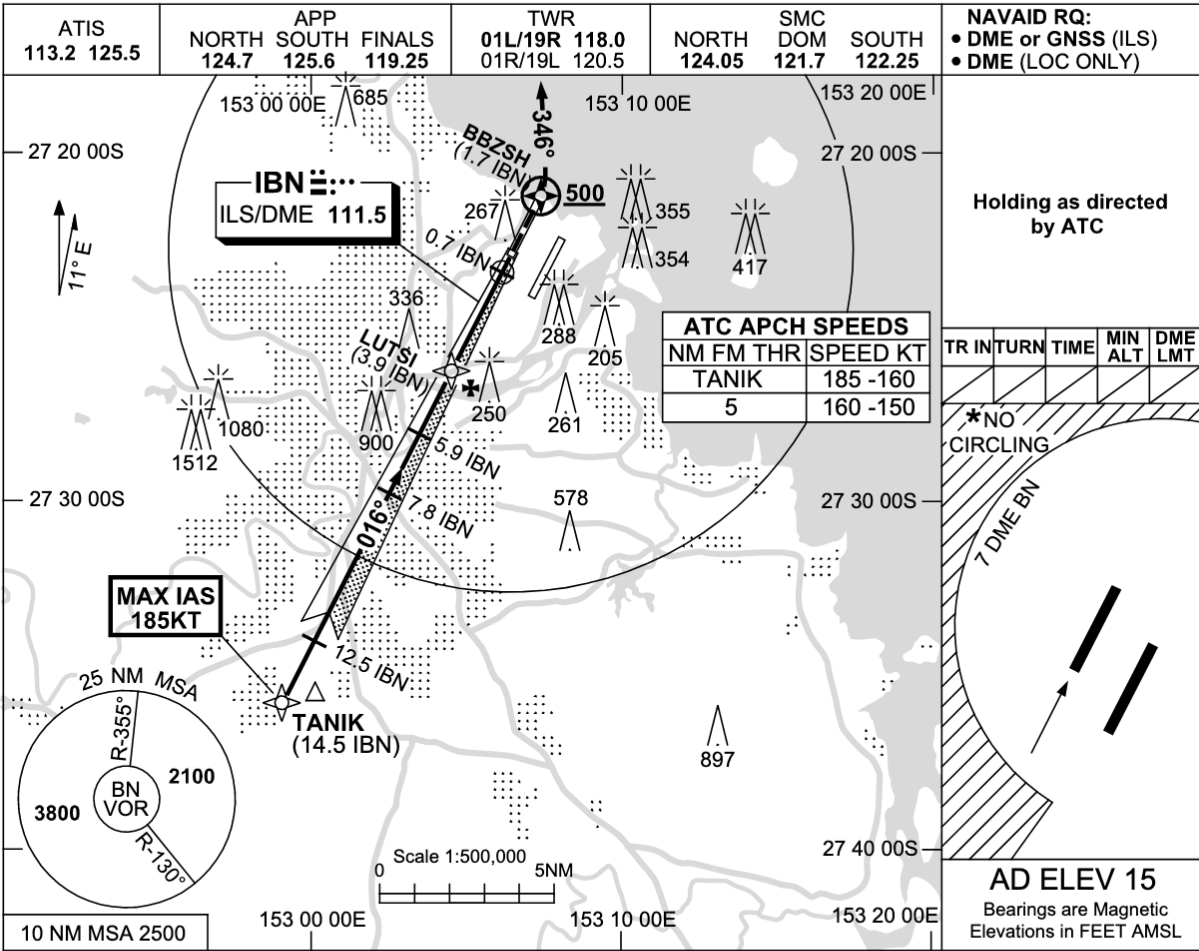 ATIS
113.2 125.5
APP
NORTH SOUTH FINALS
124.7 125.6 119.25
TWR
01L/19R 118.0
01R/19L 120.5
SMC
NORTH DOM SOUTH
124.05 121.7 122.25
NAVAID RQ:
• DME or GNSS (ILS)
• DME (LOC ONLY)
153 00 00E
685
153 10 00E
153 20 00E
27 20 00S
27 20 00S
346°
BBZSH
(1.7 IBN)
500
IBN
ILS/DME 111.5
267
355
354
417
0.7 IBN
11° E
Holding as directed
by ATC
336
288
205
LUTSI
(3.9 IBN)
ATC APCH SPEEDS
NM FM THR SPEED KT
TANIK 185 -160
5 160 -150
TR IN TURN TIME MIN ALT DME LMT
250
261
1080
900
1512
5.9 IBN
*NO
CIRCLING
7 DME BN
27 30 00S
27 30 00S
7.8 IBN
578
016°
MAX IAS
185KT
12.5 IBN
TANIK
(14.5 IBN)
897
25 NM MSA
R-355°
2100
3800
BN
VOR
R-130°
27 40 00S
Scale 1:500,000
0 5NM
153 00 00E
153 10 00E
153 20 00E
10 NM MSA 2500
AD ELEV 15
Bearings are Magnetic
Elevations in FEET AMSL